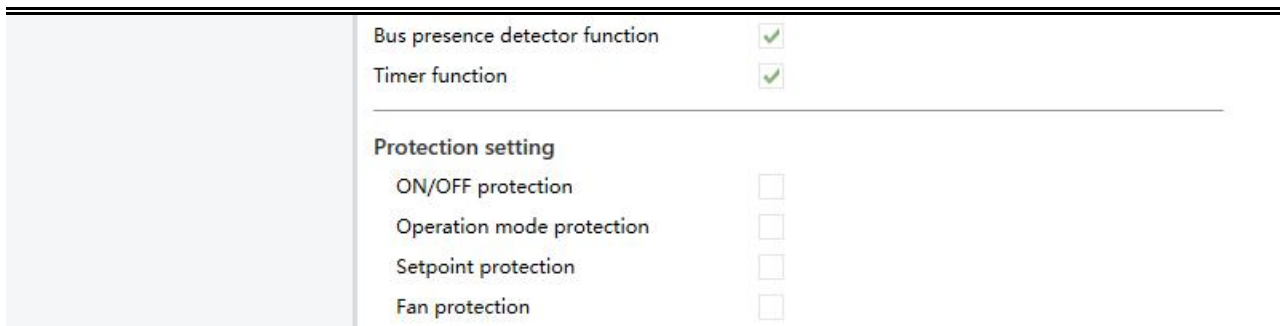 Bus presence detector function
Timer function
Protection setting
ON/OFF protection
Operation mode protection
Setpoint protection
Fan protection